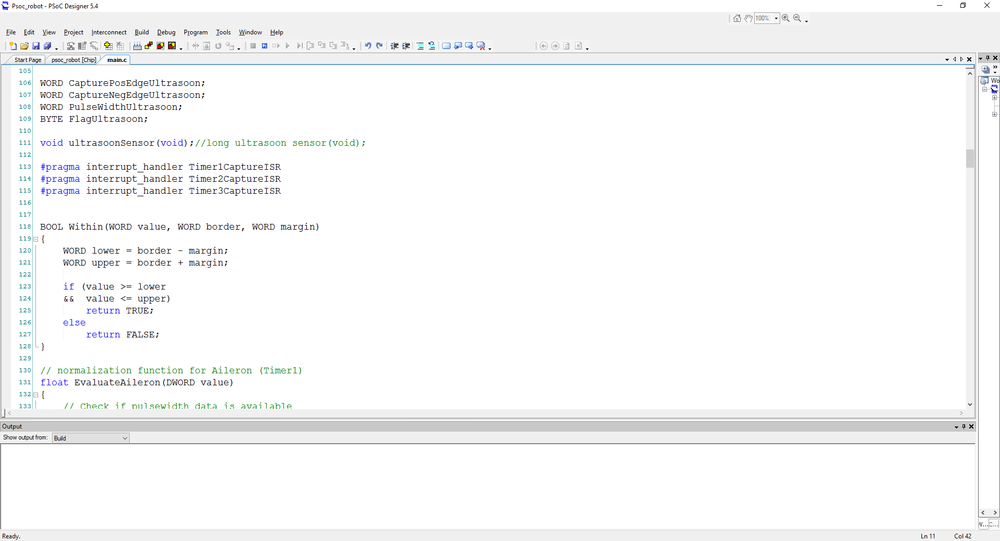 Psoc_robot - PSoC Designer 5.4
100%
File Edit View Project Interconnect Build Debug Program Tools Window Help
Start Page psoc_robot [Chip] main.c
105
106 WORD CapturePosEdgeUltrasoon;
107 WORD CaptureNegEdgeUltrasoon;
108 WORD PulseWidthUltrasoon;
109 BYTE FlagUltrasoon;
110
111 void ultrasoonSensor(void);//long ultrasoon sensor(void);
112
113 #pragma interrupt_handler Timer1CaptureISR
114 #pragma interrupt_handler Timer2CaptureISR
115 #pragma interrupt_handler Timer3CaptureISR
116
117
118 BOOL Within(WORD value, WORD border, WORD margin)
119 {
120 WORD lower = border - margin;
121 WORD upper = border + margin;
122
123 if (value >= lower
124 && value <= upper)
125 return TRUE;
126 else
127 return FALSE;
128 }
129
130 // normalization function for Aileron (Timer1)
131 float EvaluateAileron(DWORD value)
132 {
133 // Check if pulsewidth data is available
Wo
Output
Show output from: Build
W... C...
Ready. Ln 11 Col 42